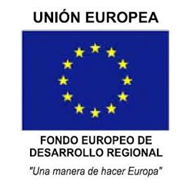 UNIÓN EUROPEA
FONDO EUROPEO DE
DESARROLLO REGIONAL
"Una manera de hacer Europa"